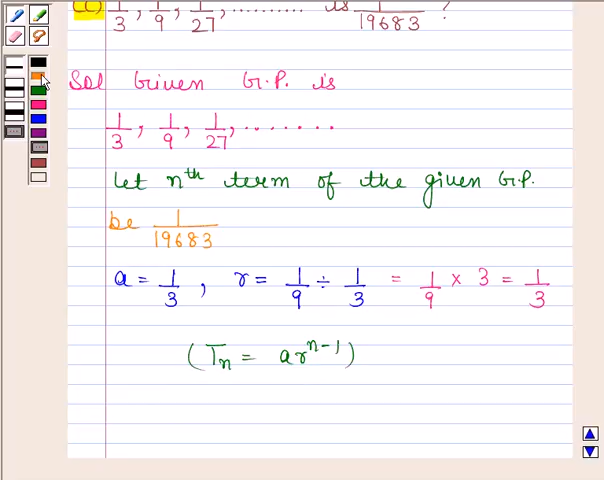 (c) 1/3, 1/9, 1/27, .......... is 1/19683 ?
Sol Given G.P. is
1/3, 1/9, 1/27, .......
Let nth term of the given G.P.
be 1/19683
a = 1/3 , r = 1/9 ÷ 1/3 = 1/9 × 3 = 1/3
(Tn = ar^n-1)